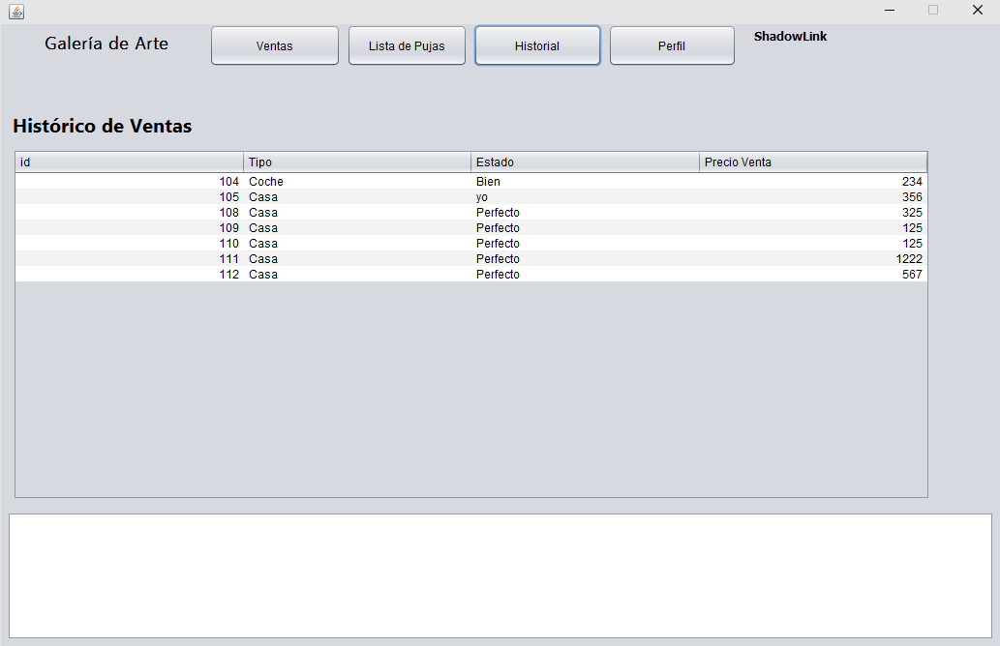 Galería de Arte Ventas Lista de Pujas Historial Perfil ShadowLink
Histórico de Ventas
id Tipo Estado Precio Venta
104 Coche Bien 234
105 Casa yo 356
108 Casa Perfecto 325
109 Casa Perfecto 125
110 Casa Perfecto 125
111 Casa Perfecto 1222
112 Casa Perfecto 567